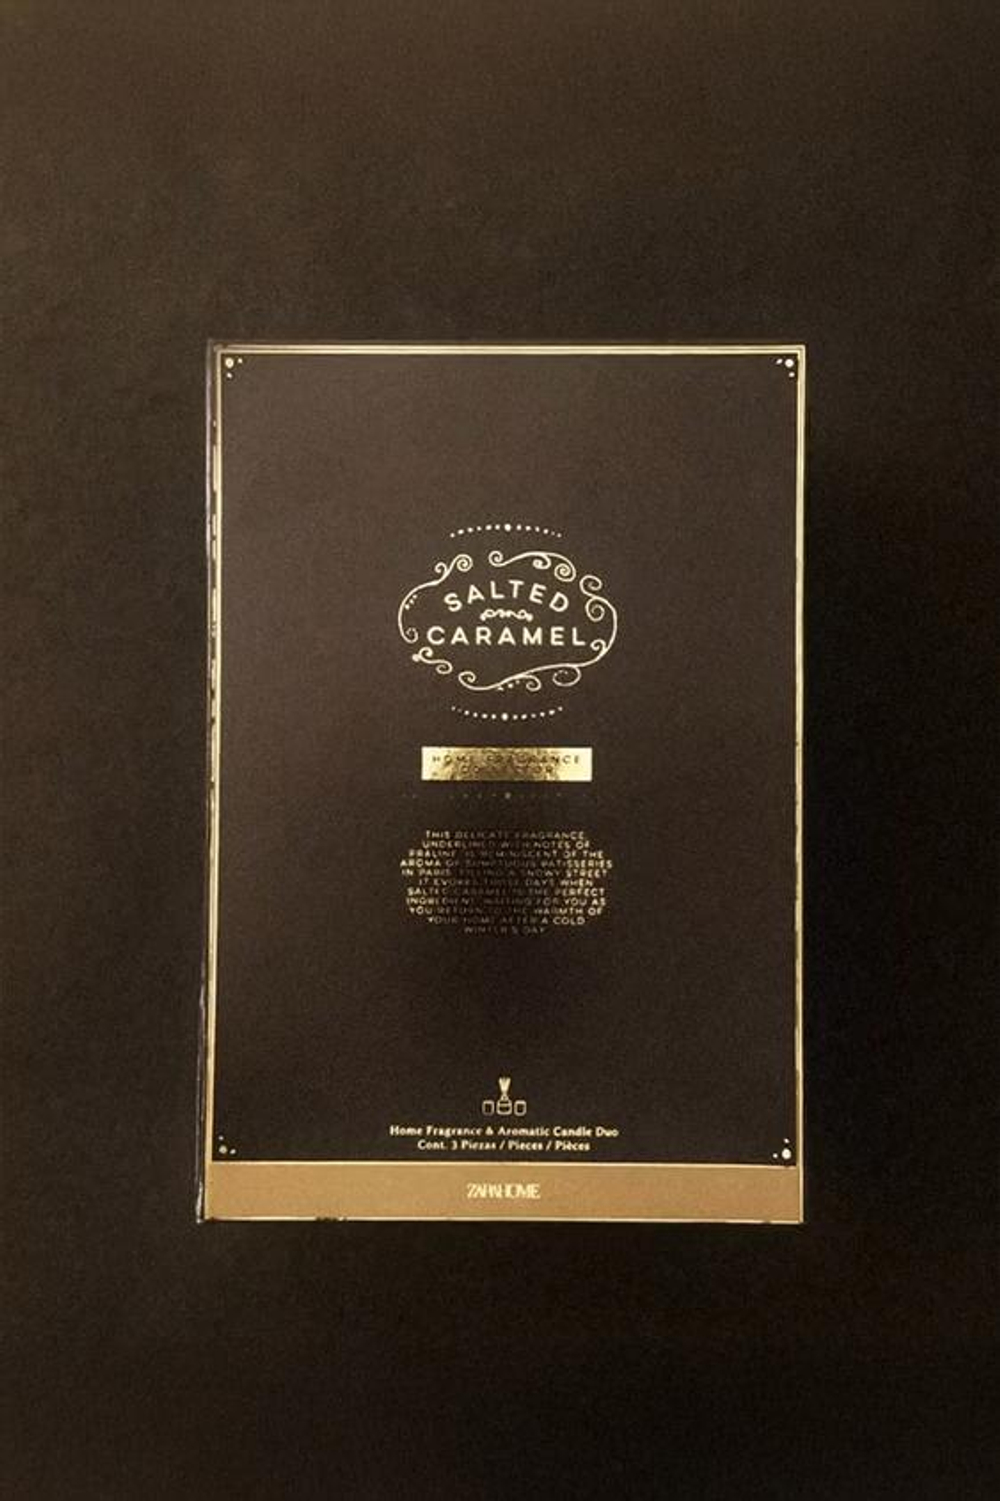 SALTED
CARAMEL
HOME FRAGRANCE
THIS DELICATE FRAGRANCE,
UNDERLINED WITH NOTES OF
PRALINE, IS REMINISCENT OF THE
AROMA OF SUMPTUOUS PATISSERIES
IN PARIS. FILLING A SNOWY STREET
IT EVOKES THOSE DAYS WHEN
SALTED CARAMEL IS THE PERFECT
INGREDIENT, WAITING FOR YOU AS
YOU RETURN TO THE WARMTH OF
YOUR HOME AFTER A COLD
WINTER'S DAY
Home Fragrance & Aromatic Candle Duo
Cont. 3 Piezas / Pieces / Pièces
ZARAHOME